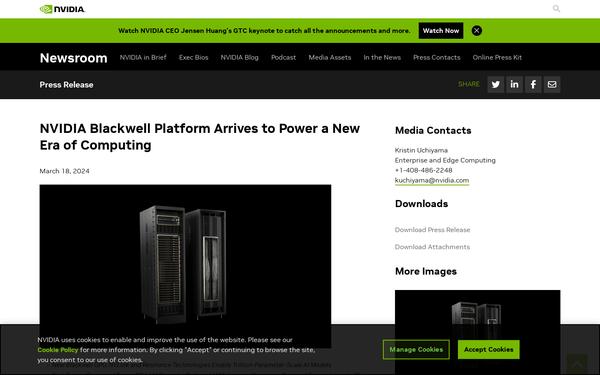 NVIDIA.
Watch NVIDIA CEO Jensen Huang's GTC keynote to catch all the announcements and more.
Watch Now
Newsroom
NVIDIA in Brief
Exec Bios
NVIDIA Blog
Podcast
Media Assets
In the News
Press Contacts
Online Press Kit
Press Release
SHARE
NVIDIA Blackwell Platform Arrives to Power a New
Era of Computing
March 18, 2024
Media Contacts
Kristin Uchiyama
Enterprise and Edge Computing
+1-408-486-2248
kuchiyama@nvidia.com
Downloads
Download Press Release
Download Attachments
More Images
NVIDIA uses cookies to enable and improve the use of the website. Please see our
Cookie Policy for more information. By clicking "Accept" or continuing to browse the site,
you consent to our use of cookies.
Manage Cookies
Accept Cookies